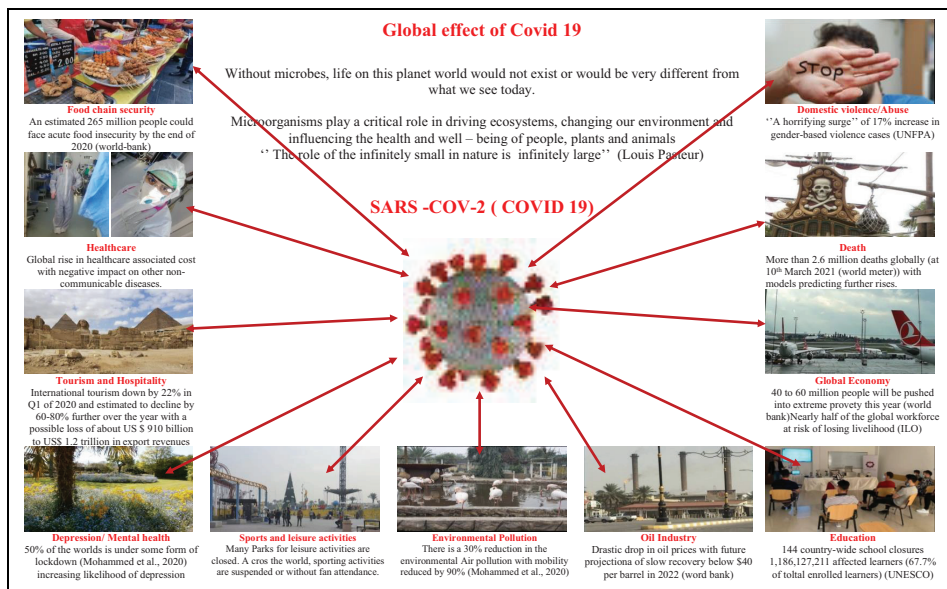 Global effect of Covid 19
Without microbes, life on this planet world would not exist or would be very different from
what we see today.
Microorganisms play a critical role in driving ecosystems, changing our environment and
influencing the health and well – being of people, plants and animals
‘’ The role of the infinitely small in nature is infinitely large’’ (Louis Pasteur)
SARS -COV-2 ( COVID 19)
2.00
Food chain security
An estimated 265 million people could
face acute food insecurity by the end of
2020 (world-bank)
Healthcare
Global rise in healthcare associated cost
with negative impact on other non-
communicable diseases.
Tourism and Hospitality
International tourism down by 22% in
Q1 of 2020 and estimated to decline by
60-80% further over the year with a
possible loss of about US $ 910 billion
to US$ 1.2 trillion in export revenues
STOP
Domestic violence/Abuse
‘’A horrifying surge’’ of 17% increase in
gender-based violence cases (UNFPA)
Death
More than 2.6 million deaths globally (at
10th March 2021 (world meter)) with
models predicting further rises.
Global Economy
40 to 60 million people will be pushed
into extreme provety this year (world
bank)Nearly half of the global workforce
at risk of losing livelihood (ILO)
Depression/ Mental health
50% of the worlds is under some form of
lockdown (Mohammed et al., 2020)
increasing likelihood of depression
Sports and leisure activities
Many Parks for leisure activities are
closed. A cros the world, sporting activities
are suspended or without fan attendance.
Environmental Pollution
There is a 30% reduction in the
environmental Air pollution with mobility
reduced by 90% (Mohammed et al., 2020)
Oil Industry
Drastic drop in oil prices with future
projectiona of slow recovery below $40
per barrel in 2022 (word bank)
Education
144 country-wide school closures
1,186,127,211 affected learners (67.7%
of toltal enrolled learners) (UNESCO)